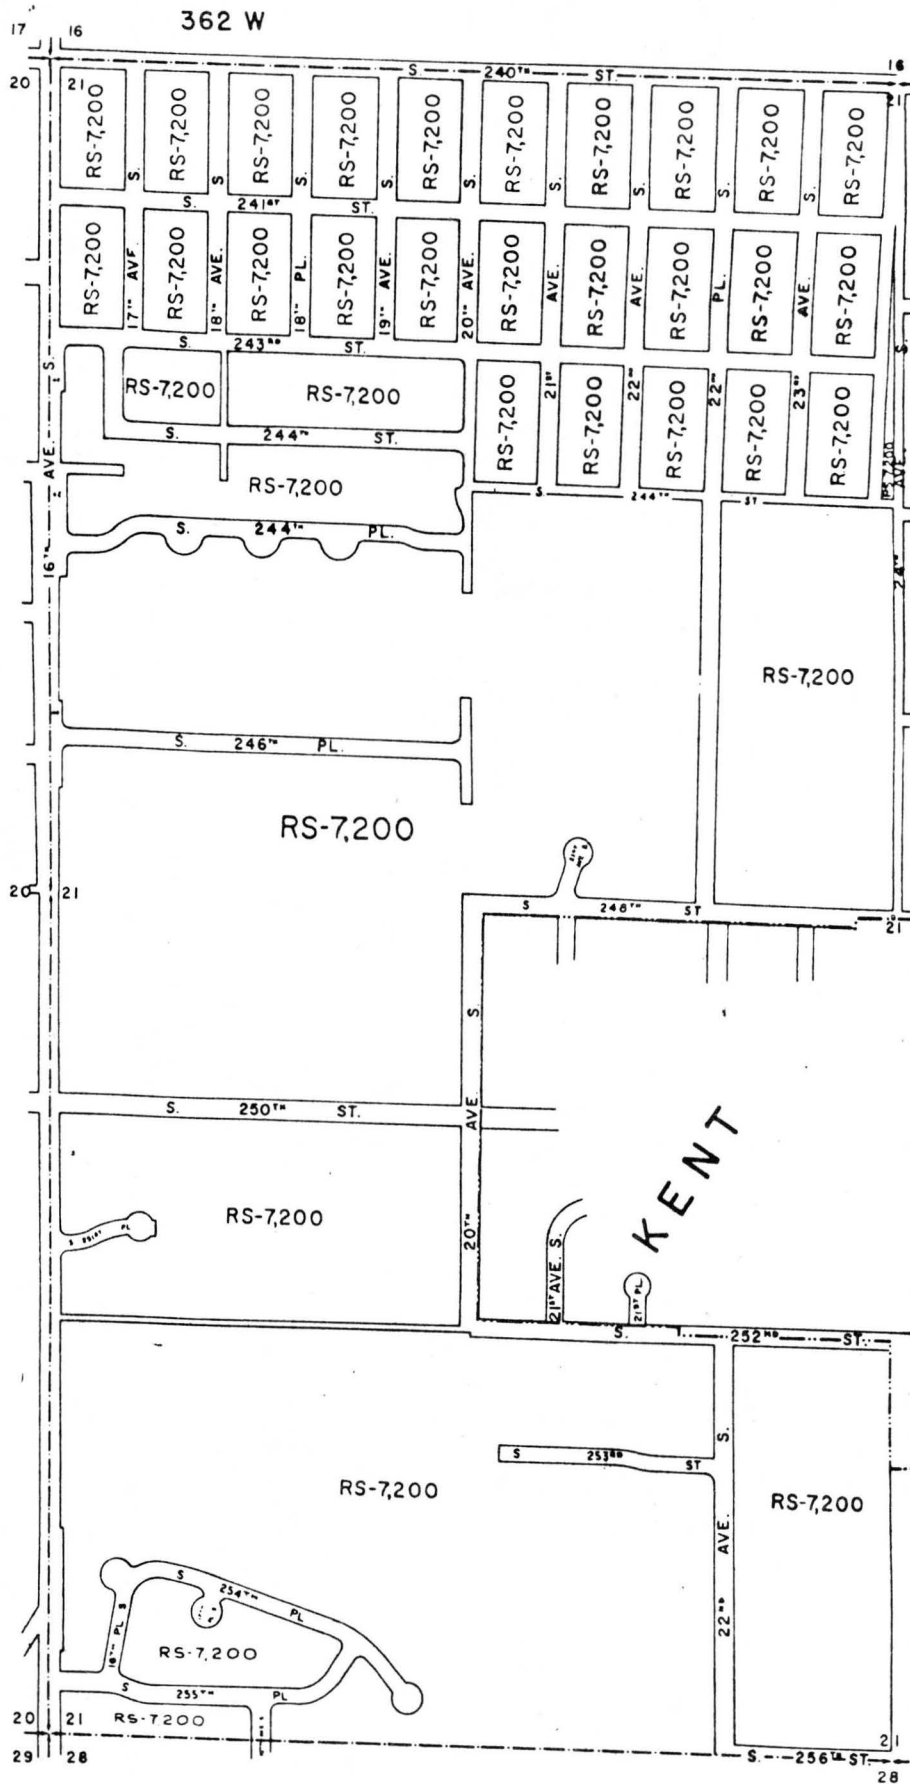 362 W
17 16
20 21
S. 240TH ST.
16
21
RS-7,200 RS-7,200 RS-7,200 RS-7,200 RS-7,200 RS-7,200 RS-7,200 RS-7,200 RS-7,200 RS-7,200
S. S S. S. S. S. S. S. S.
S. 241ST ST.
RS-7,200 RS-7,200 RS-7,200 RS-7,200 RS-7,200 RS-7,200 RS-7,200 RS-7,200 RS-7,200 RS-7,200
17TH AVE. 18TH AVE. 18TH PL. 19TH AVE. 20TH AVE. 21ST AVE. 22ND AVE. 22ND PL. 23RD AVE.
S. 243RD ST.
RS-7,200 RS-7,200
RS-7,200 RS-7,200 RS-7,200 RS-7,200 RS-7,200
S. 244TH ST.
RS-7,200
RS-7,200
S. 244TH ST
S. 244TH PL.
16TH AVE. S.
24TH AVE. S.
RS-7,200
S. 246TH PL.
RS-7,200
20 21
S 248TH ST
21
S. 250TH ST.
20TH AVE. S.
KENT
RS-7,200
PL
21ST AVE. S.
21ST PL.
S. 252ND ST.
S 253RD ST
RS-7,200
RS-7,200
22ND AVE. S.
S 254TH PL
18TH PL S
RS-7,200
S 255TH PL
RS-7200
20 21
29 28
21
S. 256TH ST.
28